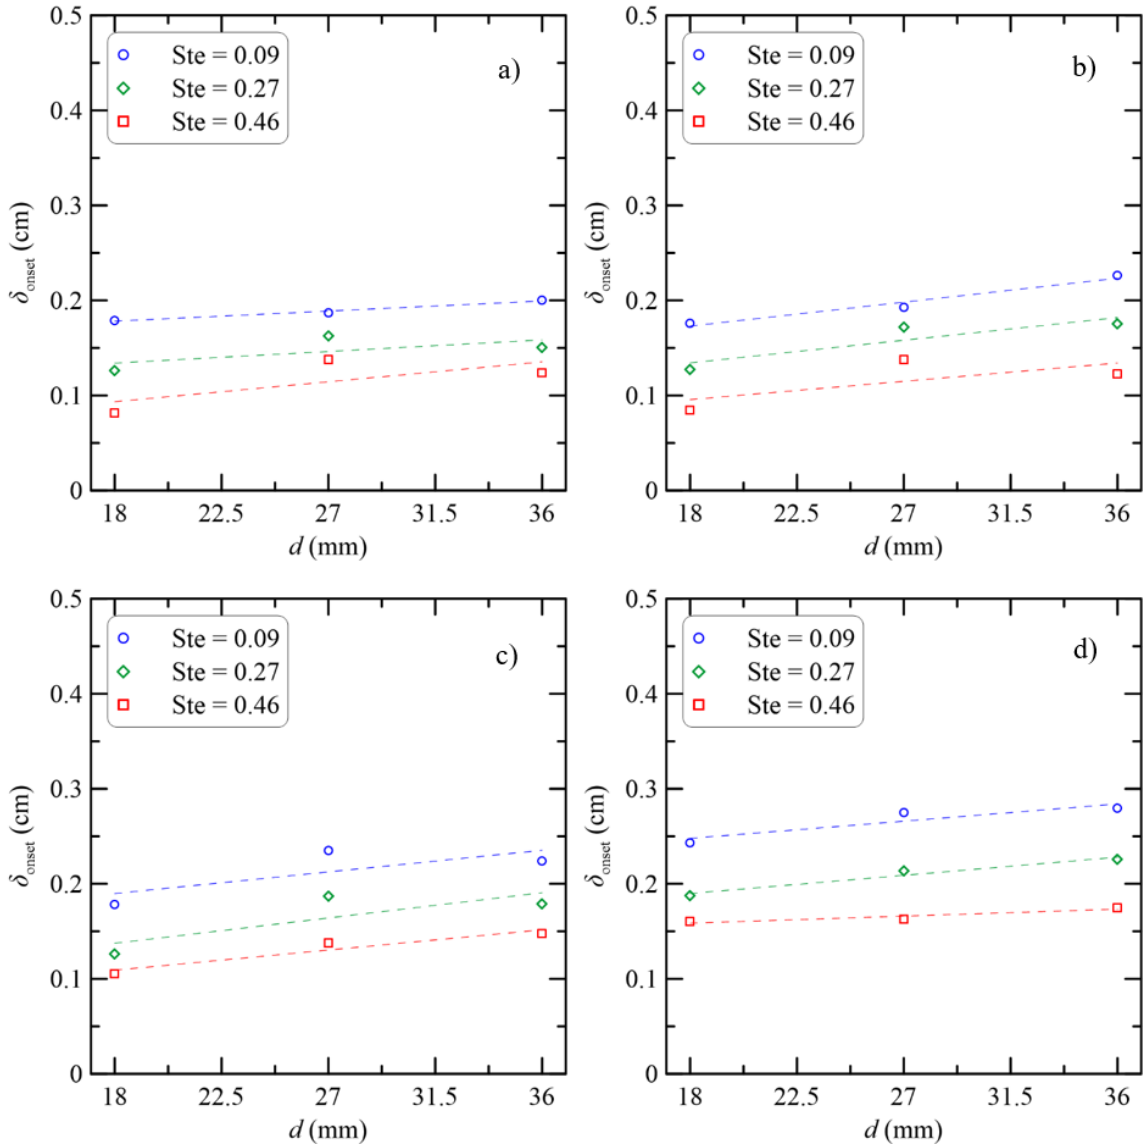 0.5
0.4
0.3
0.2
0.1
0
δonset (cm)
Ste = 0.09
Ste = 0.27
Ste = 0.46
a)
18 22.5 27 31.5 36
d (mm)
0.5
0.4
0.3
0.2
0.1
0
δonset (cm)
Ste = 0.09
Ste = 0.27
Ste = 0.46
b)
18 22.5 27 31.5 36
d (mm)
0.5
0.4
0.3
0.2
0.1
0
δonset (cm)
Ste = 0.09
Ste = 0.27
Ste = 0.46
c)
18 22.5 27 31.5 36
d (mm)
0.5
0.4
0.3
0.2
0.1
0
δonset (cm)
Ste = 0.09
Ste = 0.27
Ste = 0.46
d)
18 22.5 27 31.5 36
d (mm)